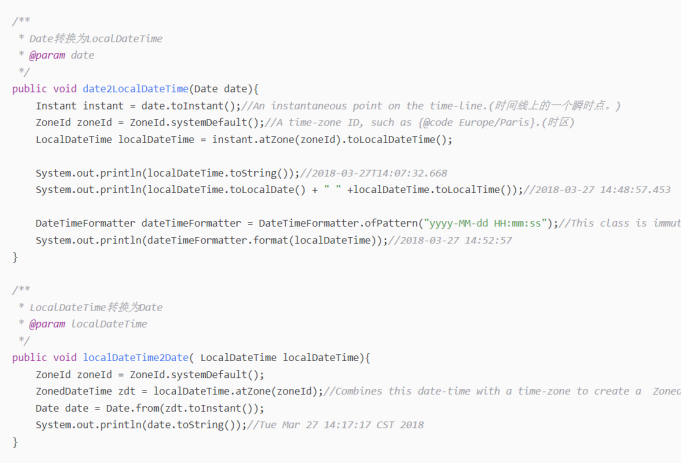 /**
 * Date转换为LocalDateTime
 * @param date
 */
public void date2LocalDateTime(Date date){
    Instant instant = date.toInstant();//An instantaneous point on the time-line.(时间线上的一个瞬时点。)
    ZoneId zoneId = ZoneId.systemDefault();//A time-zone ID, such as {@code Europe/Paris}.(时区)
    LocalDateTime localDateTime = instant.atZone(zoneId).toLocalDateTime();

    System.out.println(localDateTime.toString());//2018-03-27T14:07:32.668
    System.out.println(localDateTime.toLocalDate() + " " +localDateTime.toLocalTime());//2018-03-27 14:48:57.453

    DateTimeFormatter dateTimeFormatter = DateTimeFormatter.ofPattern("yyyy-MM-dd HH:mm:ss");//This class is immut
    System.out.println(dateTimeFormatter.format(localDateTime));//2018-03-27 14:52:57
}

/**
 * LocalDateTime转换为Date
 * @param localDateTime
 */
public void localDateTime2Date( LocalDateTime localDateTime){
    ZoneId zoneId = ZoneId.systemDefault();
    ZonedDateTime zdt = localDateTime.atZone(zoneId);//Combines this date-time with a time-zone to create a  Zoned
    Date date = Date.from(zdt.toInstant());
    System.out.println(date.toString());//Tue Mar 27 14:17:17 CST 2018
}